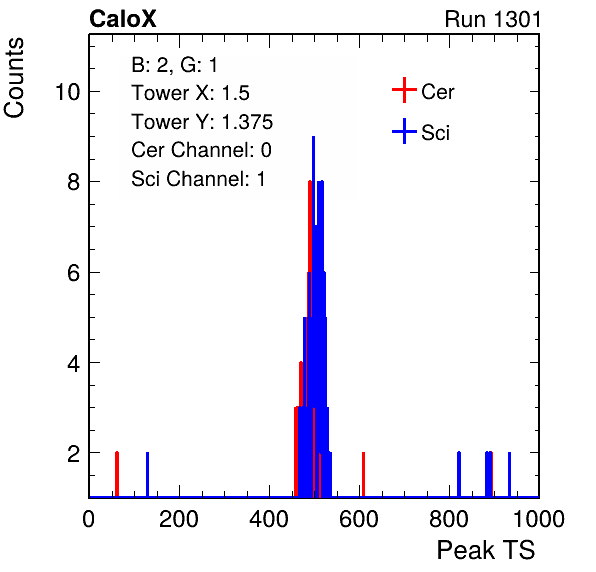 CaloX Run 1301
Counts
B: 2, G: 1
Tower X: 1.5
Tower Y: 1.375
Cer Channel: 0
Sci Channel: 1
Cer
Sci
10
8
6
4
2
0 200 400 600 800 1000
Peak TS